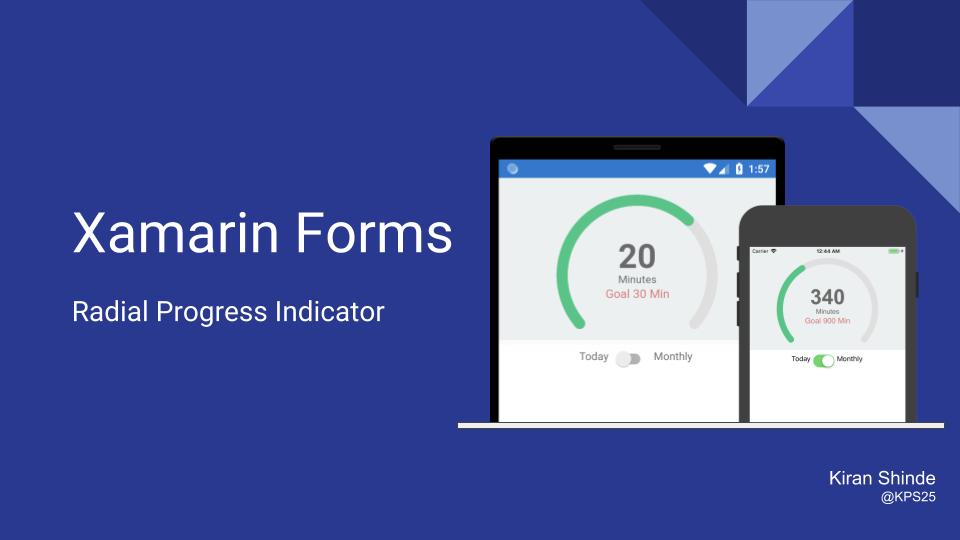 Xamarin Forms
Radial Progress Indicator
1:57
20
Minutes
Goal 30 Min
Today Monthly
Carrier 12:44 AM
340
Minutes
Goal 900 Min
Today Monthly
Kiran Shinde
@KPS25